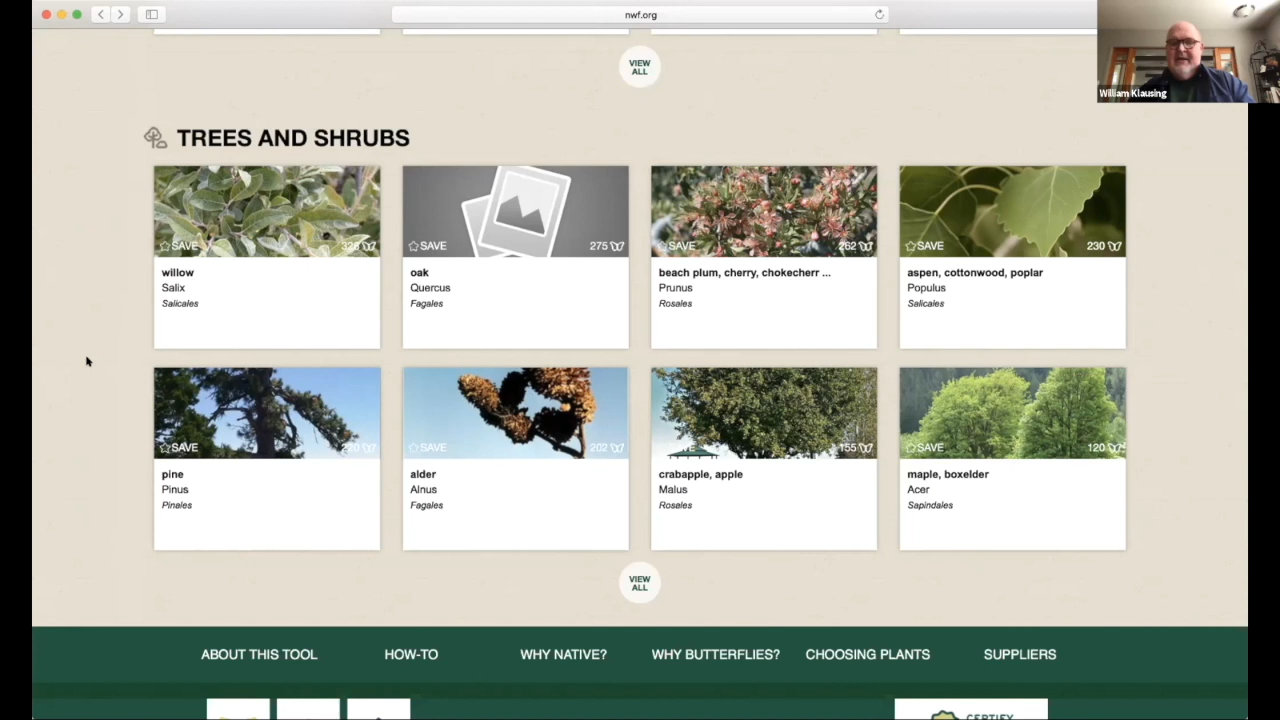 nwf.org
William Klausing
VIEW
ALL
TREES AND SHRUBS
SAVE
SAVE
275
SAVE
262
SAVE
230
willow
Salix
Salicales
oak
Quercus
Fagales
beach plum, cherry, chokecherr ...
Prunus
Rosales
aspen, cottonwood, poplar
Populus
Salicales
SAVE
SAVE
202
155
SAVE
120
pine
Pinus
Pinales
alder
Alnus
Fagales
crabapple, apple
Malus
Rosales
maple, boxelder
Acer
Sapindales
VIEW
ALL
ABOUT THIS TOOL
HOW-TO
WHY NATIVE?
WHY BUTTERFLIES?
CHOOSING PLANTS
SUPPLIERS
CERTIFY